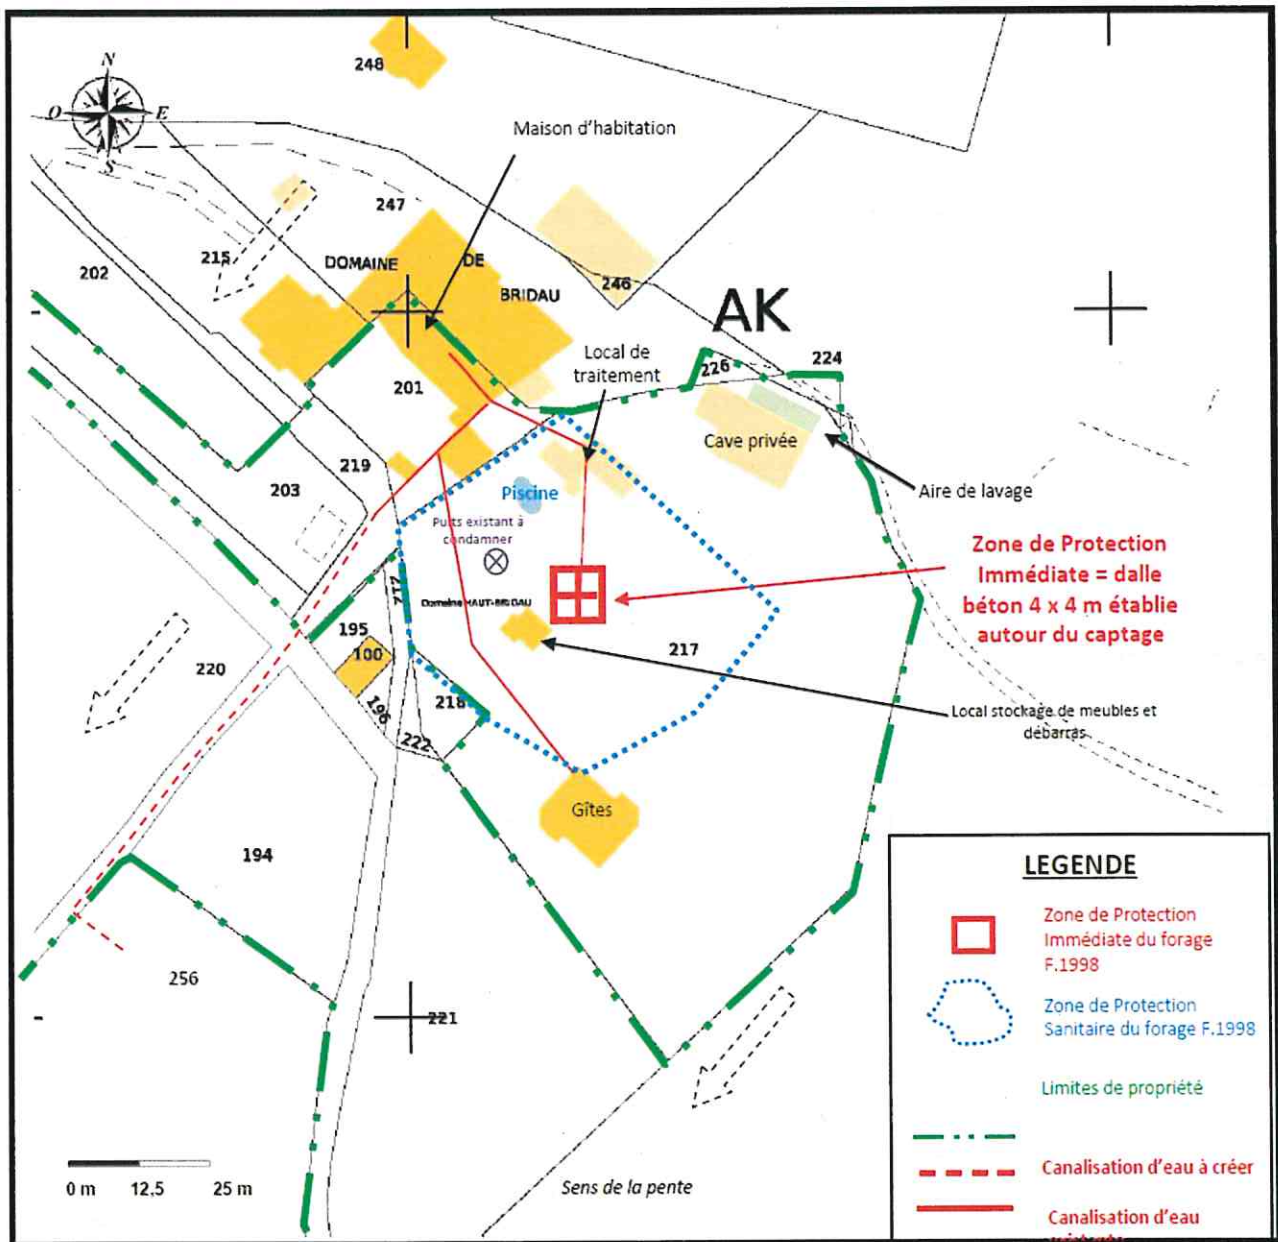 248
N
O
E
S
Maison d'habitation
247
215
202
DOMAINE
DE
BRIDAU
246
AK
Local de
traitement
226
224
201
Cave privée
219
203
Aire de lavage
Piscine
Puits existant à
condamner
Zone de Protection
Immédiate = dalle
béton 4 x 4 m établie
autour du captage
217
Domaine HAUT-BRIDAU
195
100
217
220
218
196
222
Local stockage de meubles et
débarras
Gîtes
194
256
221
LEGENDE
Zone de Protection
Immédiate du forage
F.1998
Zone de Protection
Sanitaire du forage F.1998
Limites de propriété
Canalisation d'eau à créer
Canalisation d'eau
0 m
12,5
25 m
Sens de la pente